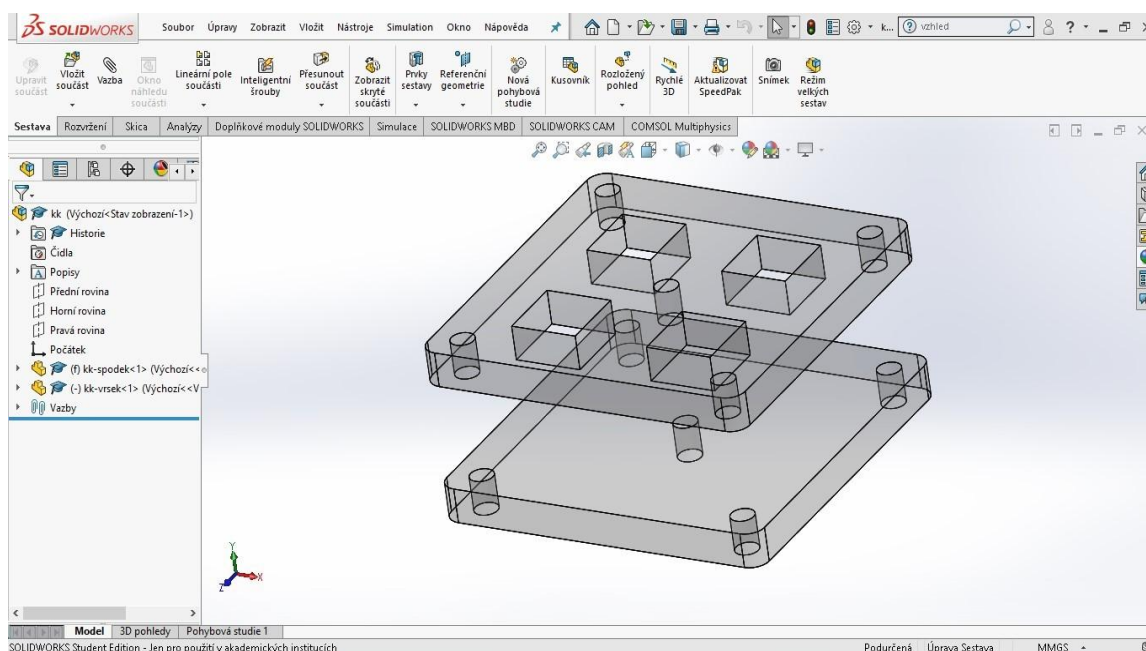 SOLIDWORKS Soubor Úpravy Zobrazit Vložit Nástroje Simulation Okno Nápověda k... vzhled ?
Upravit součást Vložit součást Vazba Okno náhledu součásti Lineární pole součásti Inteligentní šrouby Přesunout součást Zobrazit skryté součásti Prvky sestavy Referenční geometrie Nová pohybová studie Kusovník Rozložený pohled Rychlé 3D Aktualizovat SpeedPak Snímek Režim velkých sestav
Sestava Rozvržení Skica Analýzy Doplňkové moduly SOLIDWORKS Simulace SOLIDWORKS MBD SOLIDWORKS CAM COMSOL Multiphysics
kk (Výchozí<Stav zobrazení-1>)
Historie
Čidla
Popisy
Přední rovina
Horní rovina
Pravá rovina
Počátek
(f) kk-spodek<1> (Výchozí<<
(-) kk-vrsek<1> (Výchozí<<V
Vazby
Y
Z X
Model 3D pohledy Pohybová studie 1
SOLIDWORKS Student Edition - Jen pro použití v akademických institucích Podurčená Úprava Sestava MMGS